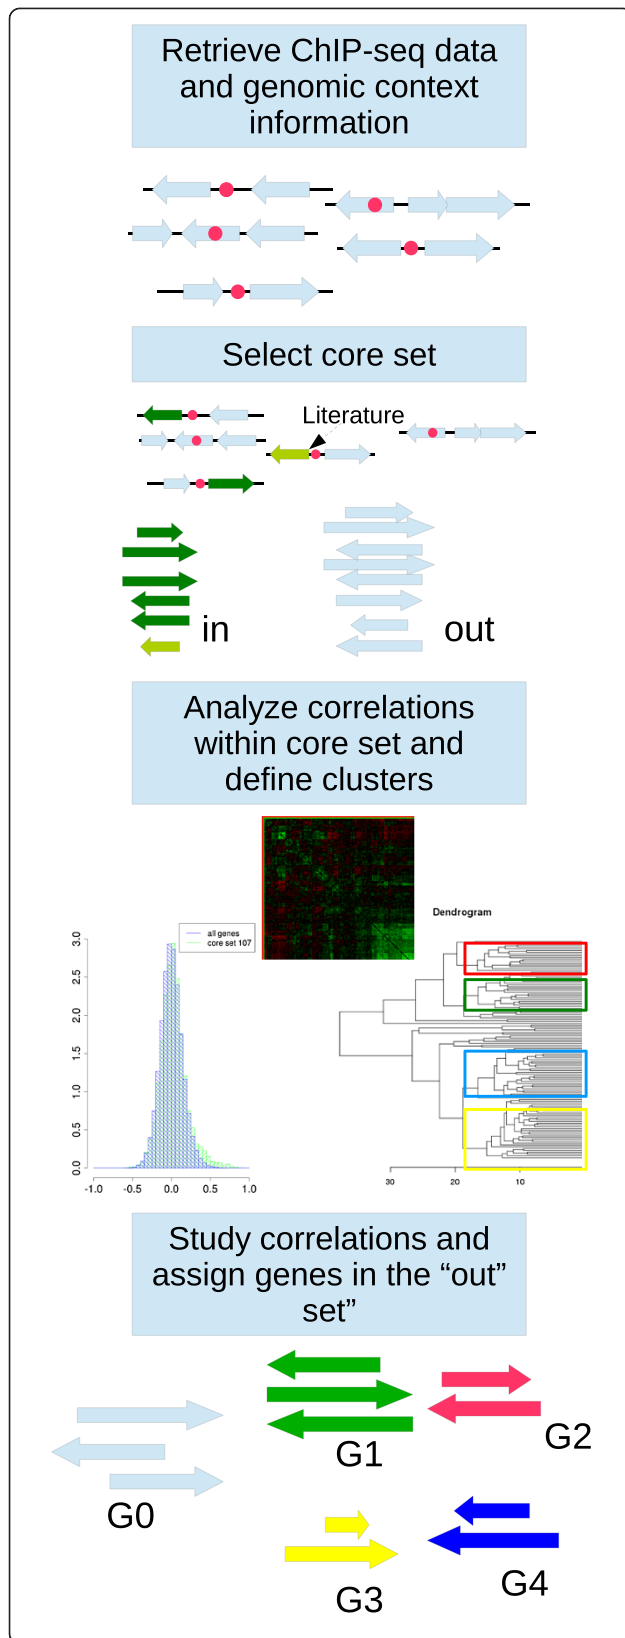 Retrieve ChIP-seq data
and genomic context
information
Select core set
Literature
in
out
Analyze correlations
within core set and
define clusters
Dendrogram
all genes
core set 107
3.0
2.5
2.0
1.5
1.0
0.5
0.0
-1.0 -0.5 0.0 0.5 1.0
30 20 10
Study correlations and
assign genes in the “out”
set”
G1
G2
G0
G3
G4